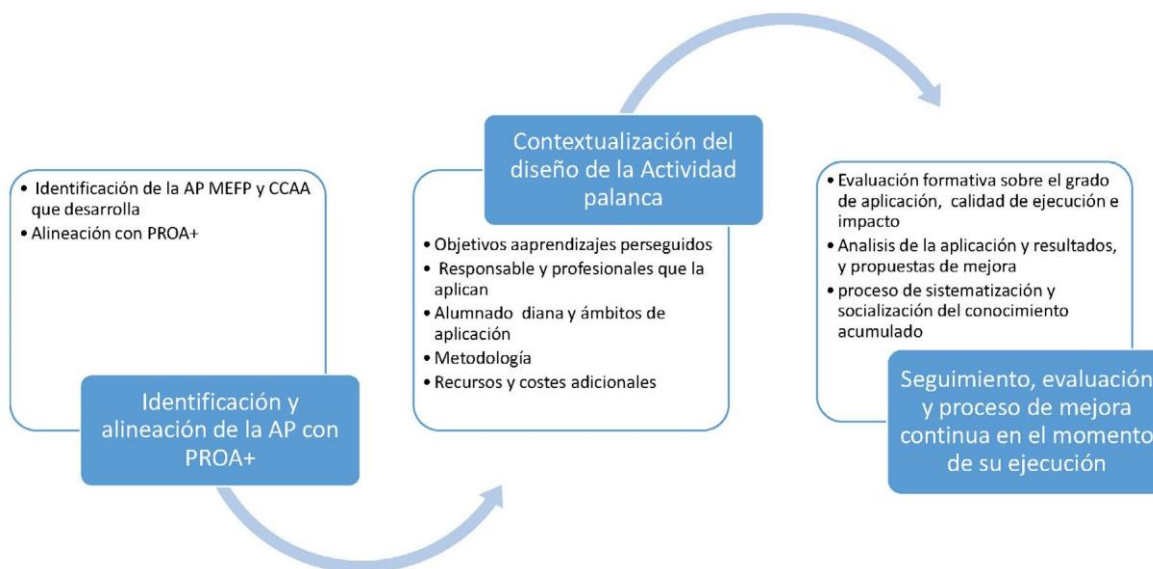 • Identificación de la AP MEFP y CCAA
que desarrolla
• Alineación con PROA+
Identificación y
alineación de la AP con
PROA+
Contextualización del
diseño de la Actividad
palanca
• Objetivos aaprendizajes perseguidos
• Responsable y profesionales que la
aplican
• Alumnado diana y ámbitos de
aplicación
• Metodología
• Recursos y costes adicionales
• Evaluación formativa sobre el grado
de aplicación, calidad de ejecución e
impacto
• Analisis de la aplicación y resultados,
y propuestas de mejora
• proceso de sistematización y
socialización del conocimiento
acumulado
Seguimiento, evaluación
y proceso de mejora
continua en el momento
de su ejecución